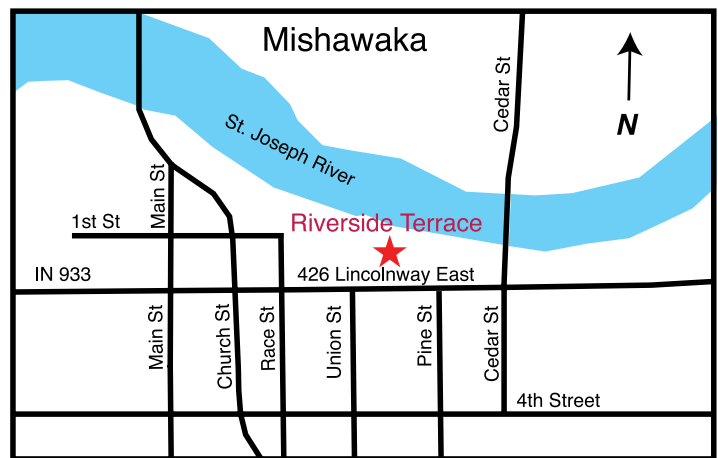 Mishawaka
Cedar St
N
St. Joseph River
Main St
1st St
Riverside Terrace
IN 933
426 Lincolnway East
Main St
Church St
Race St
Union St
Pine St
Cedar St
4th Street